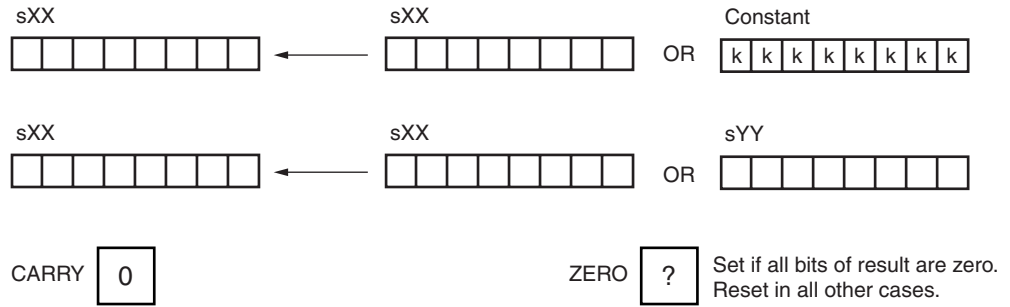 sXX sXX Constant
OR k k k k k k k k
sXX sXX sYY
OR
CARRY 0 ZERO ? Set if all bits of result are zero.
Reset in all other cases.